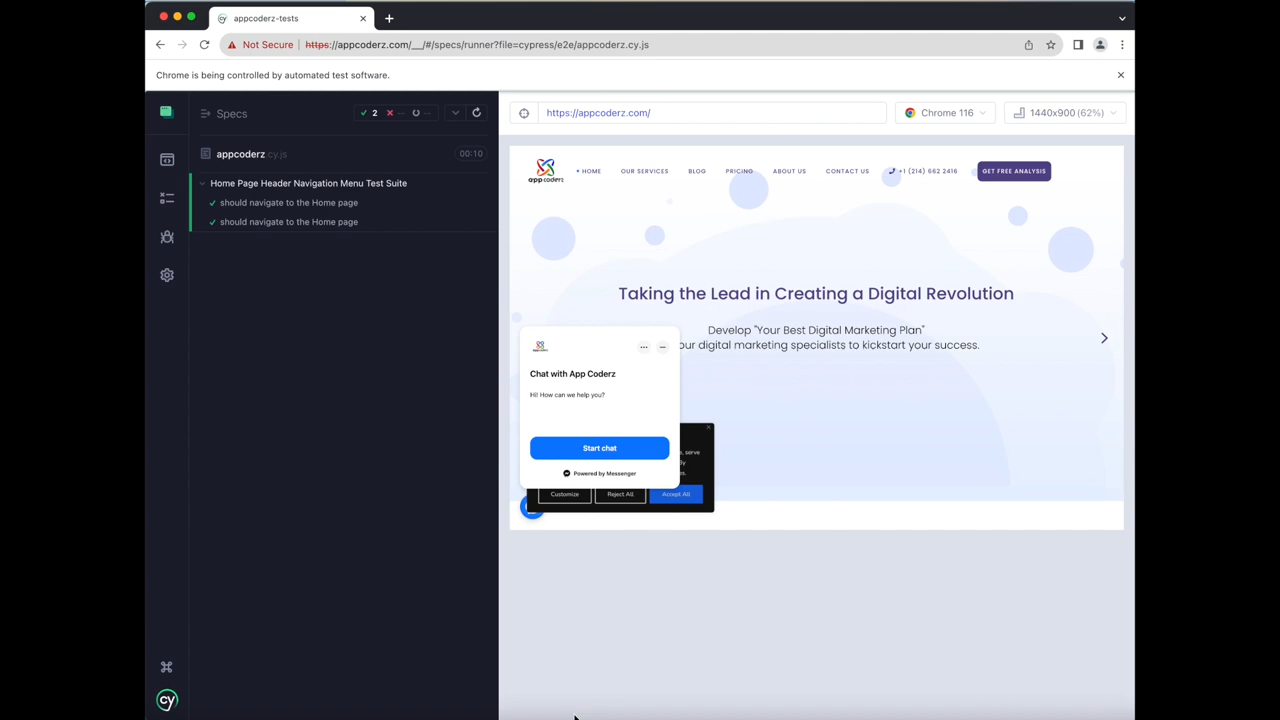 appcoderz-tests
Not Secure https://appcoderz.com/__/#/specs/runner?file=cypress/e2e/appcoderz.cy.js
Chrome is being controlled by automated test software.
Specs
2 -- --
https://appcoderz.com/
Chrome 116
1440x900 (62%)
appcoderz.cy.js 00:10
Home Page Header Navigation Menu Test Suite
should navigate to the Home page
should navigate to the Home page
app coderz
HOME OUR SERVICES BLOG PRICING ABOUT US CONTACT US +1 (214) 662 2416 GET FREE ANALYSIS
Taking the Lead in Creating a Digital Revolution
Develop "Your Best Digital Marketing Plan"
our digital marketing specialists to kickstart your success.
Chat with App Coderz
Hi! How can we help you?
Start chat
Powered by Messenger
, serve
Customize Reject All Accept All
cy